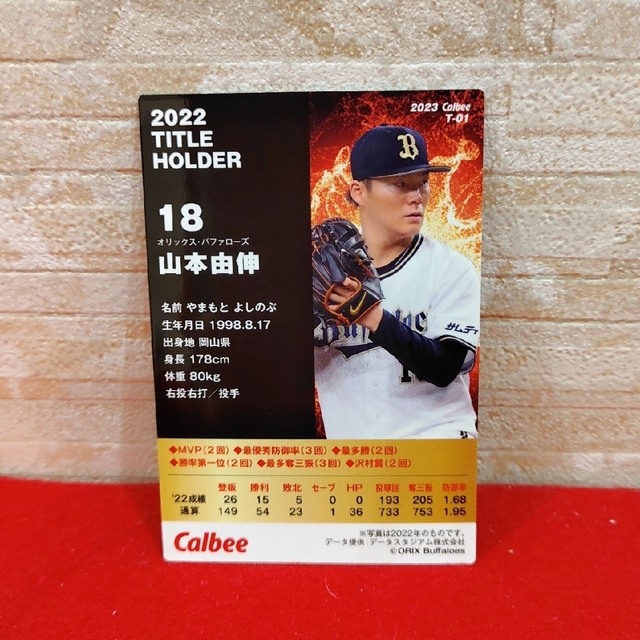 2022
TITLE
HOLDER
2023 Calbee
T-01
18
オリックス・バファローズ
山本由伸
名前 やまもと よしのぶ
生年月日 1998.8.17
出身地 岡山県
身長 178cm
体重 80kg
右投右打／投手
B
◆MVP(2回) ◆最優秀防御率(3回) ◆最多勝(2回)
◆勝率第一位(2回) ◆最多奪三振(3回) ◆沢村賞(2回)
登板 勝利 敗北 セーブ HP 投球回 奪三振 防御率
'22成績 26 15 5 0 0 193 205 1.68
通算 149 54 23 1 36 733 753 1.95
Calbee
※写真は2022年のものです。
データ提供：データスタジアム株式会社
©ORIX Buffaloes